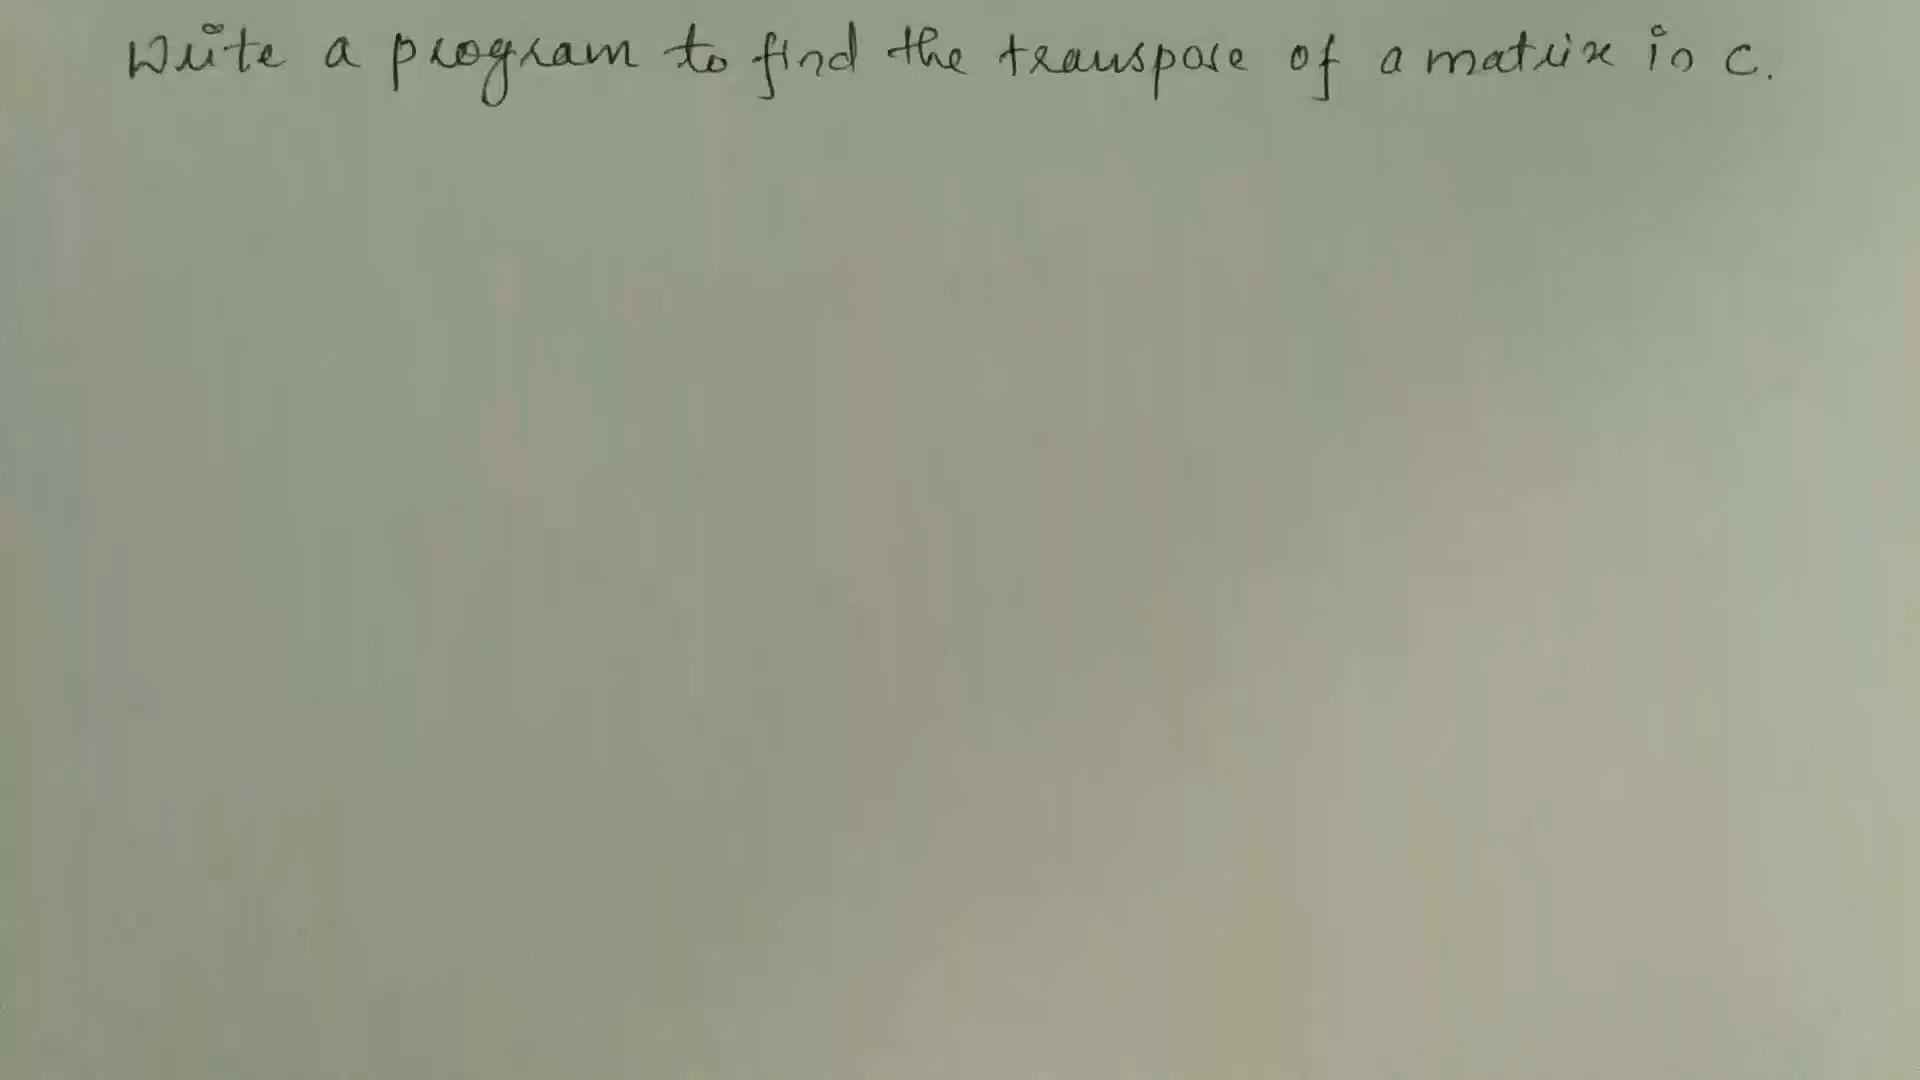 Write a program to find the transpose of a matrix in c.